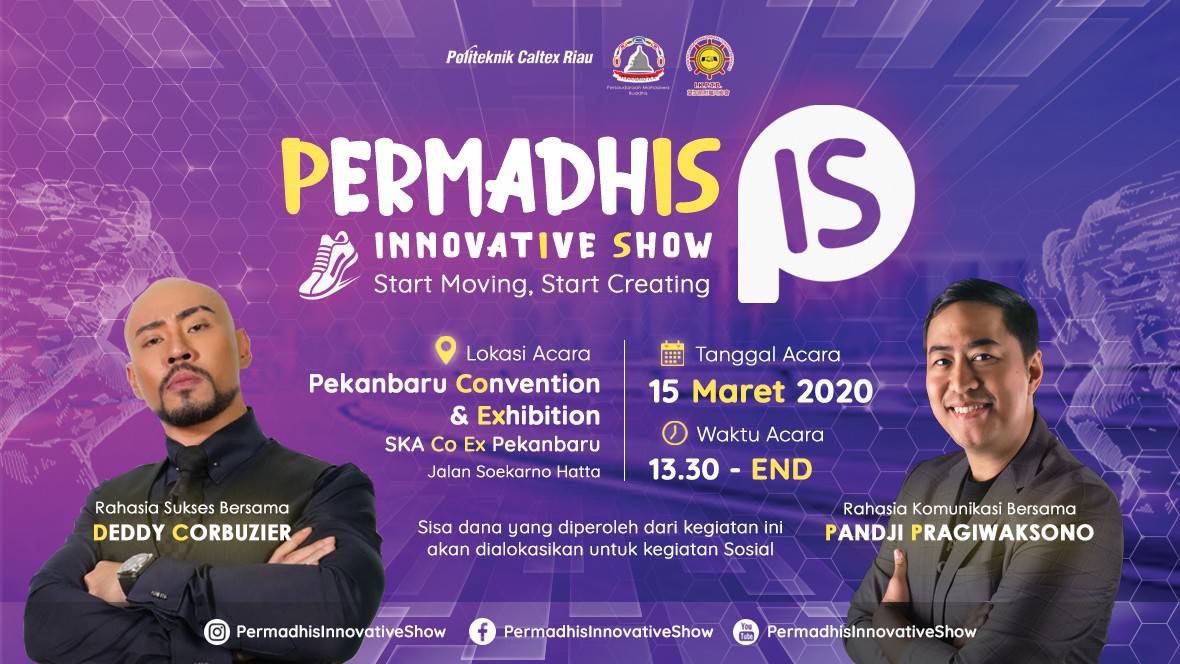 Politeknik Caltex Riau
Persaudaraan Mahasiswa
Buddhis
I.K.P.T.B.
PERMADHIS
INNOVATIVE SHOW
Start Moving, Start Creating
IS
Lokasi Acara
Pekanbaru Convention
& Exhibition
SKA Co Ex Pekanbaru
Jalan Soekarno Hatta
Tanggal Acara
15 Maret 2020
Waktu Acara
13.30 - END
Rahasia Sukses Bersama
DEDDY CORBUZIER
Sisa dana yang diperoleh dari kegiatan ini
akan dialokasikan untuk kegiatan Sosial
Rahasia Komunikasi Bersama
PANDJI PRAGIWAKSONO
PermadhisInnovativeShow
PermadhisInnovativeShow
You
Tube
PermadhisInnovativeShow